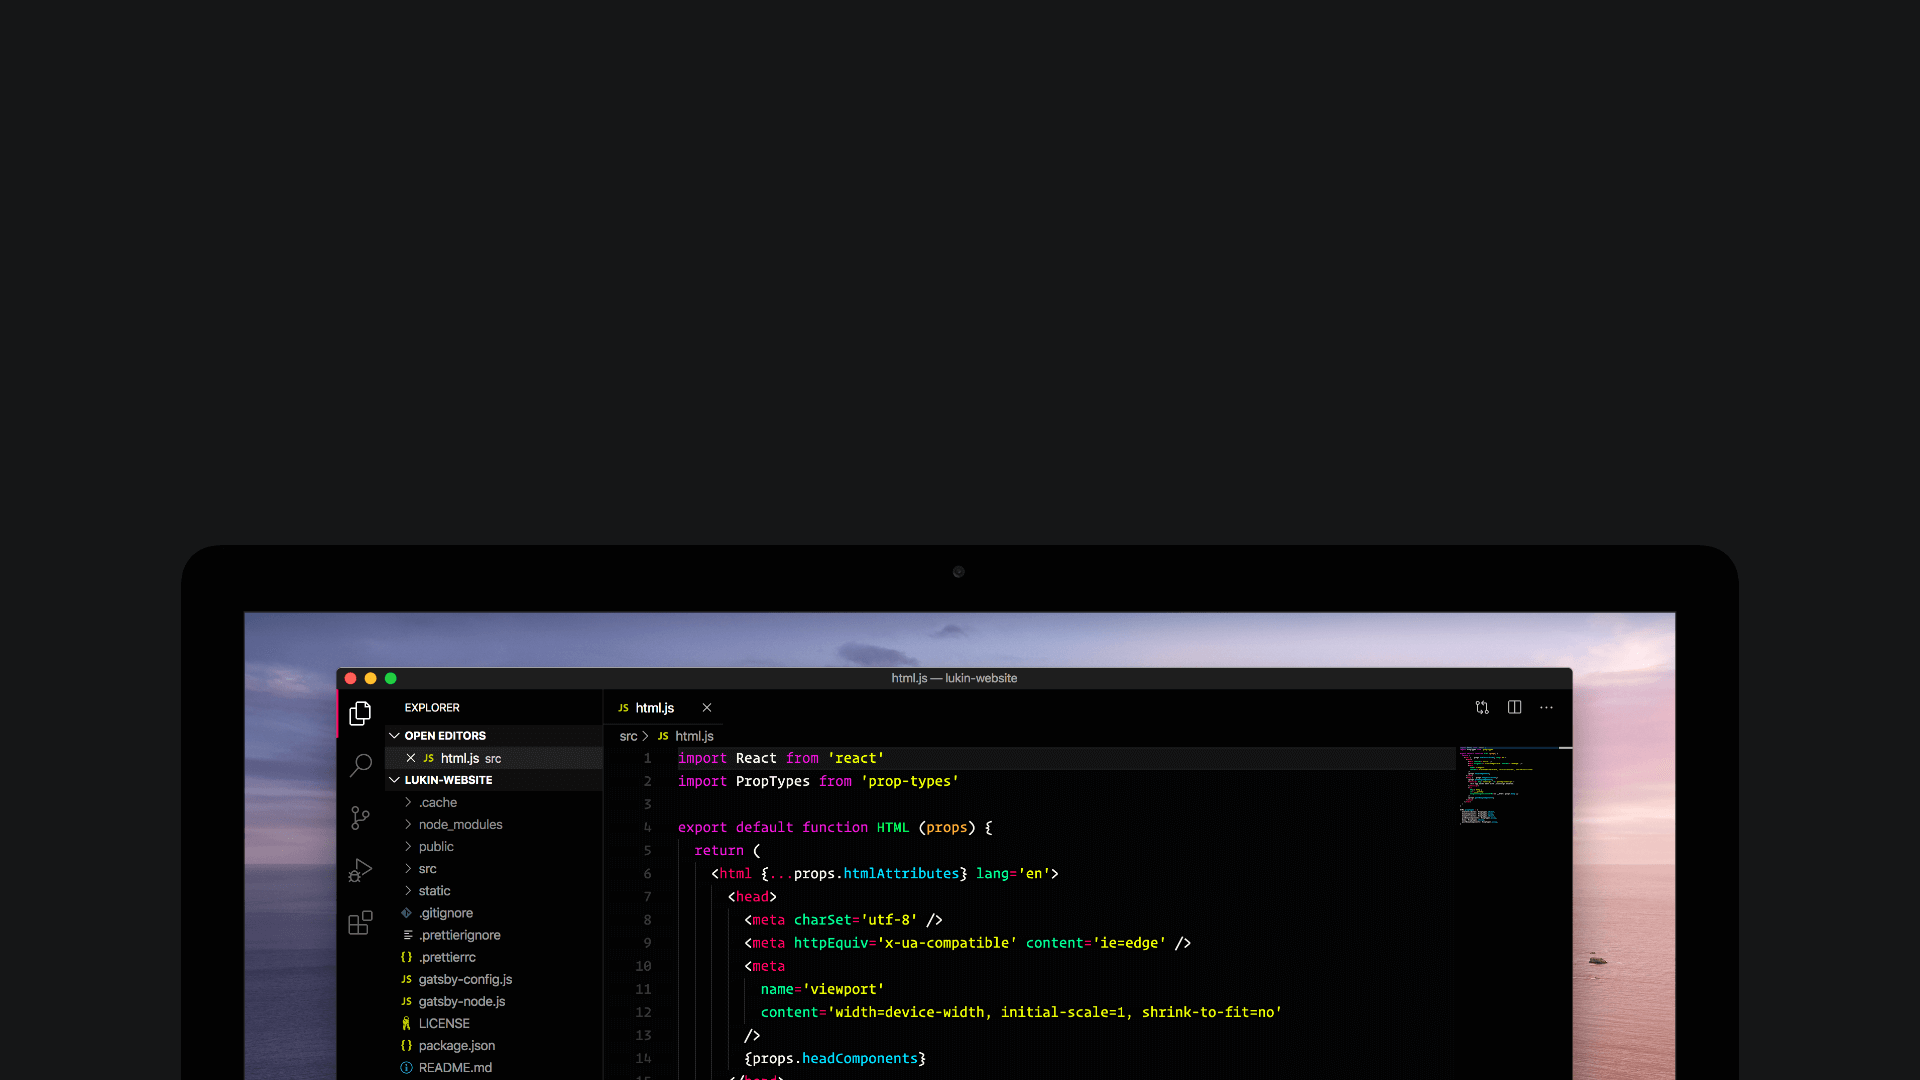 html.js — lukin-website
EXPLORER
OPEN EDITORS
JS html.js src
LUKIN-WEBSITE
.cache
node_modules
public
src
static
.gitignore
.prettierignore
{} .prettierrc
JS gatsby-config.js
JS gatsby-node.js
LICENSE
{} package.json
README.md
JS html.js
src > JS html.js
1 import React from 'react'
2 import PropTypes from 'prop-types'
3
4 export default function HTML (props) {
5 return (
6 <html {...props.htmlAttributes} lang='en'>
7 <head>
8 <meta charSet='utf-8' />
9 <meta httpEquiv='x-ua-compatible' content='ie=edge' />
10 <meta
11 name='viewport'
12 content='width=device-width, initial-scale=1, shrink-to-fit=no'
13 />
14 {props.headComponents}